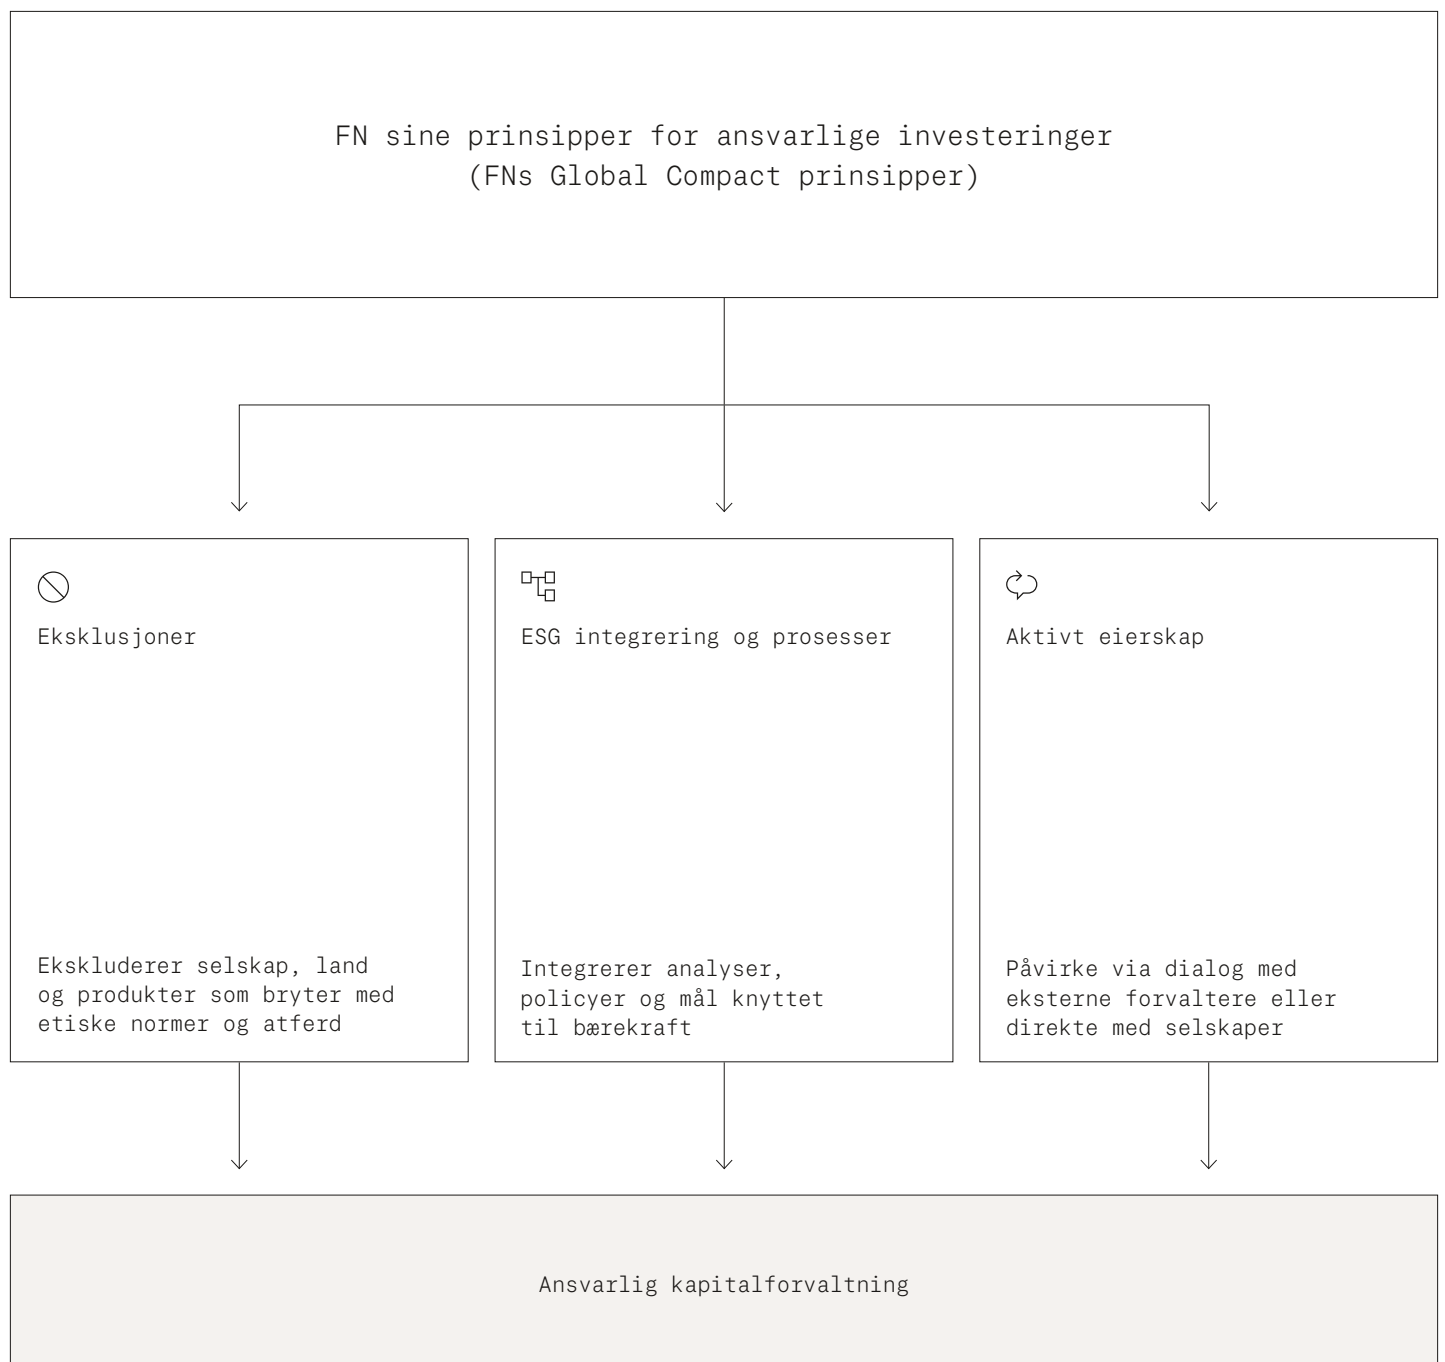 FN sine prinsipper for ansvarlige investeringer
(FNs Global Compact prinsipper)
Eksklusjoner
Ekskluderer selskap, land
og produkter som bryter med
etiske normer og atferd
ESG integrering og prosesser
Integrerer analyser,
policyer og mål knyttet
til bærekraft
Aktivt eierskap
Påvirke via dialog med
eksterne forvaltere eller
direkte med selskaper
Ansvarlig kapitalforvaltning